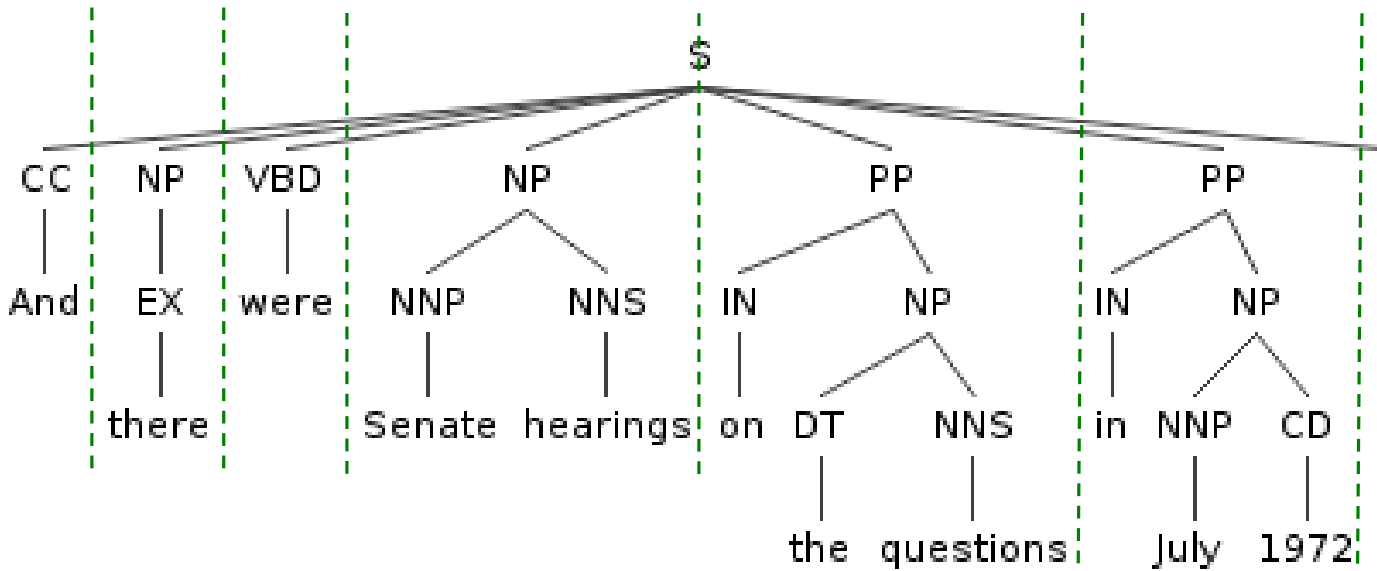 S
CC NP VBD NP PP PP
And EX were NNP NNS IN NP IN NP
there Senate hearings on DT NNS in NNP CD
the questions July 1972